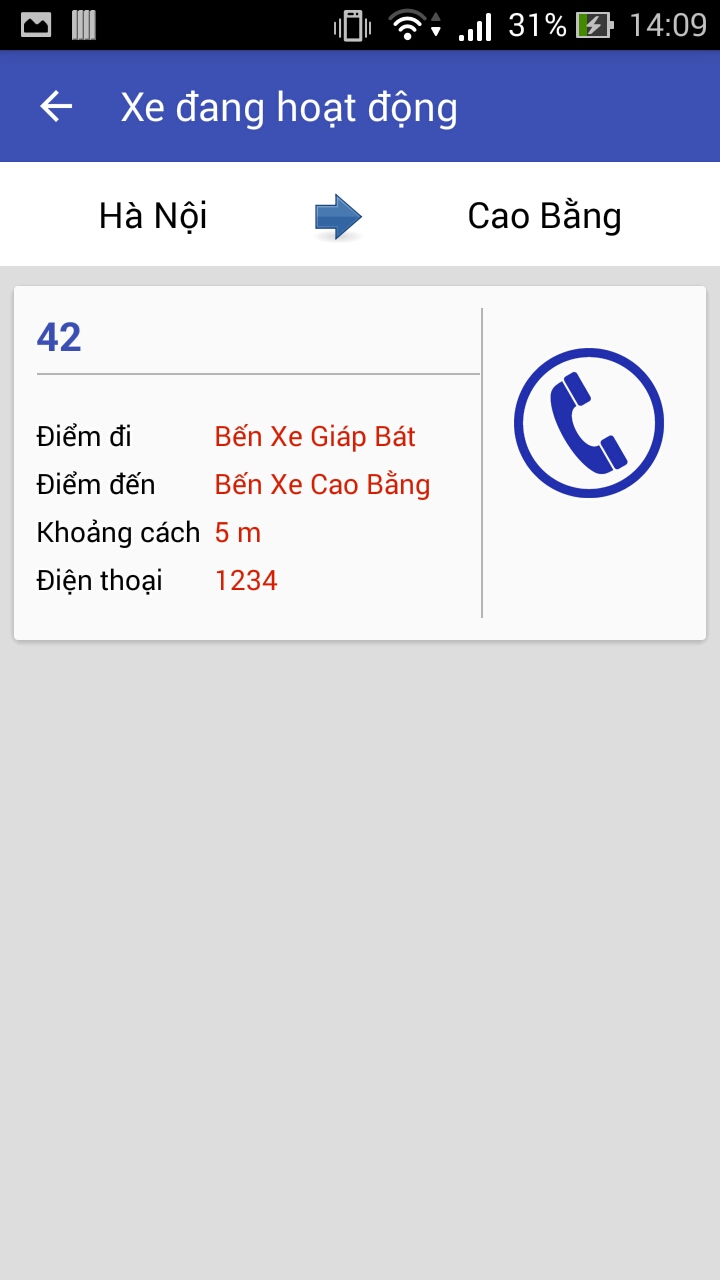 31% 14:09
Xe đang hoạt động
Hà Nội Cao Bằng
42
Điểm đi Bến Xe Giáp Bát
Điểm đến Bến Xe Cao Bằng
Khoảng cách 5 m
Điện thoại 1234